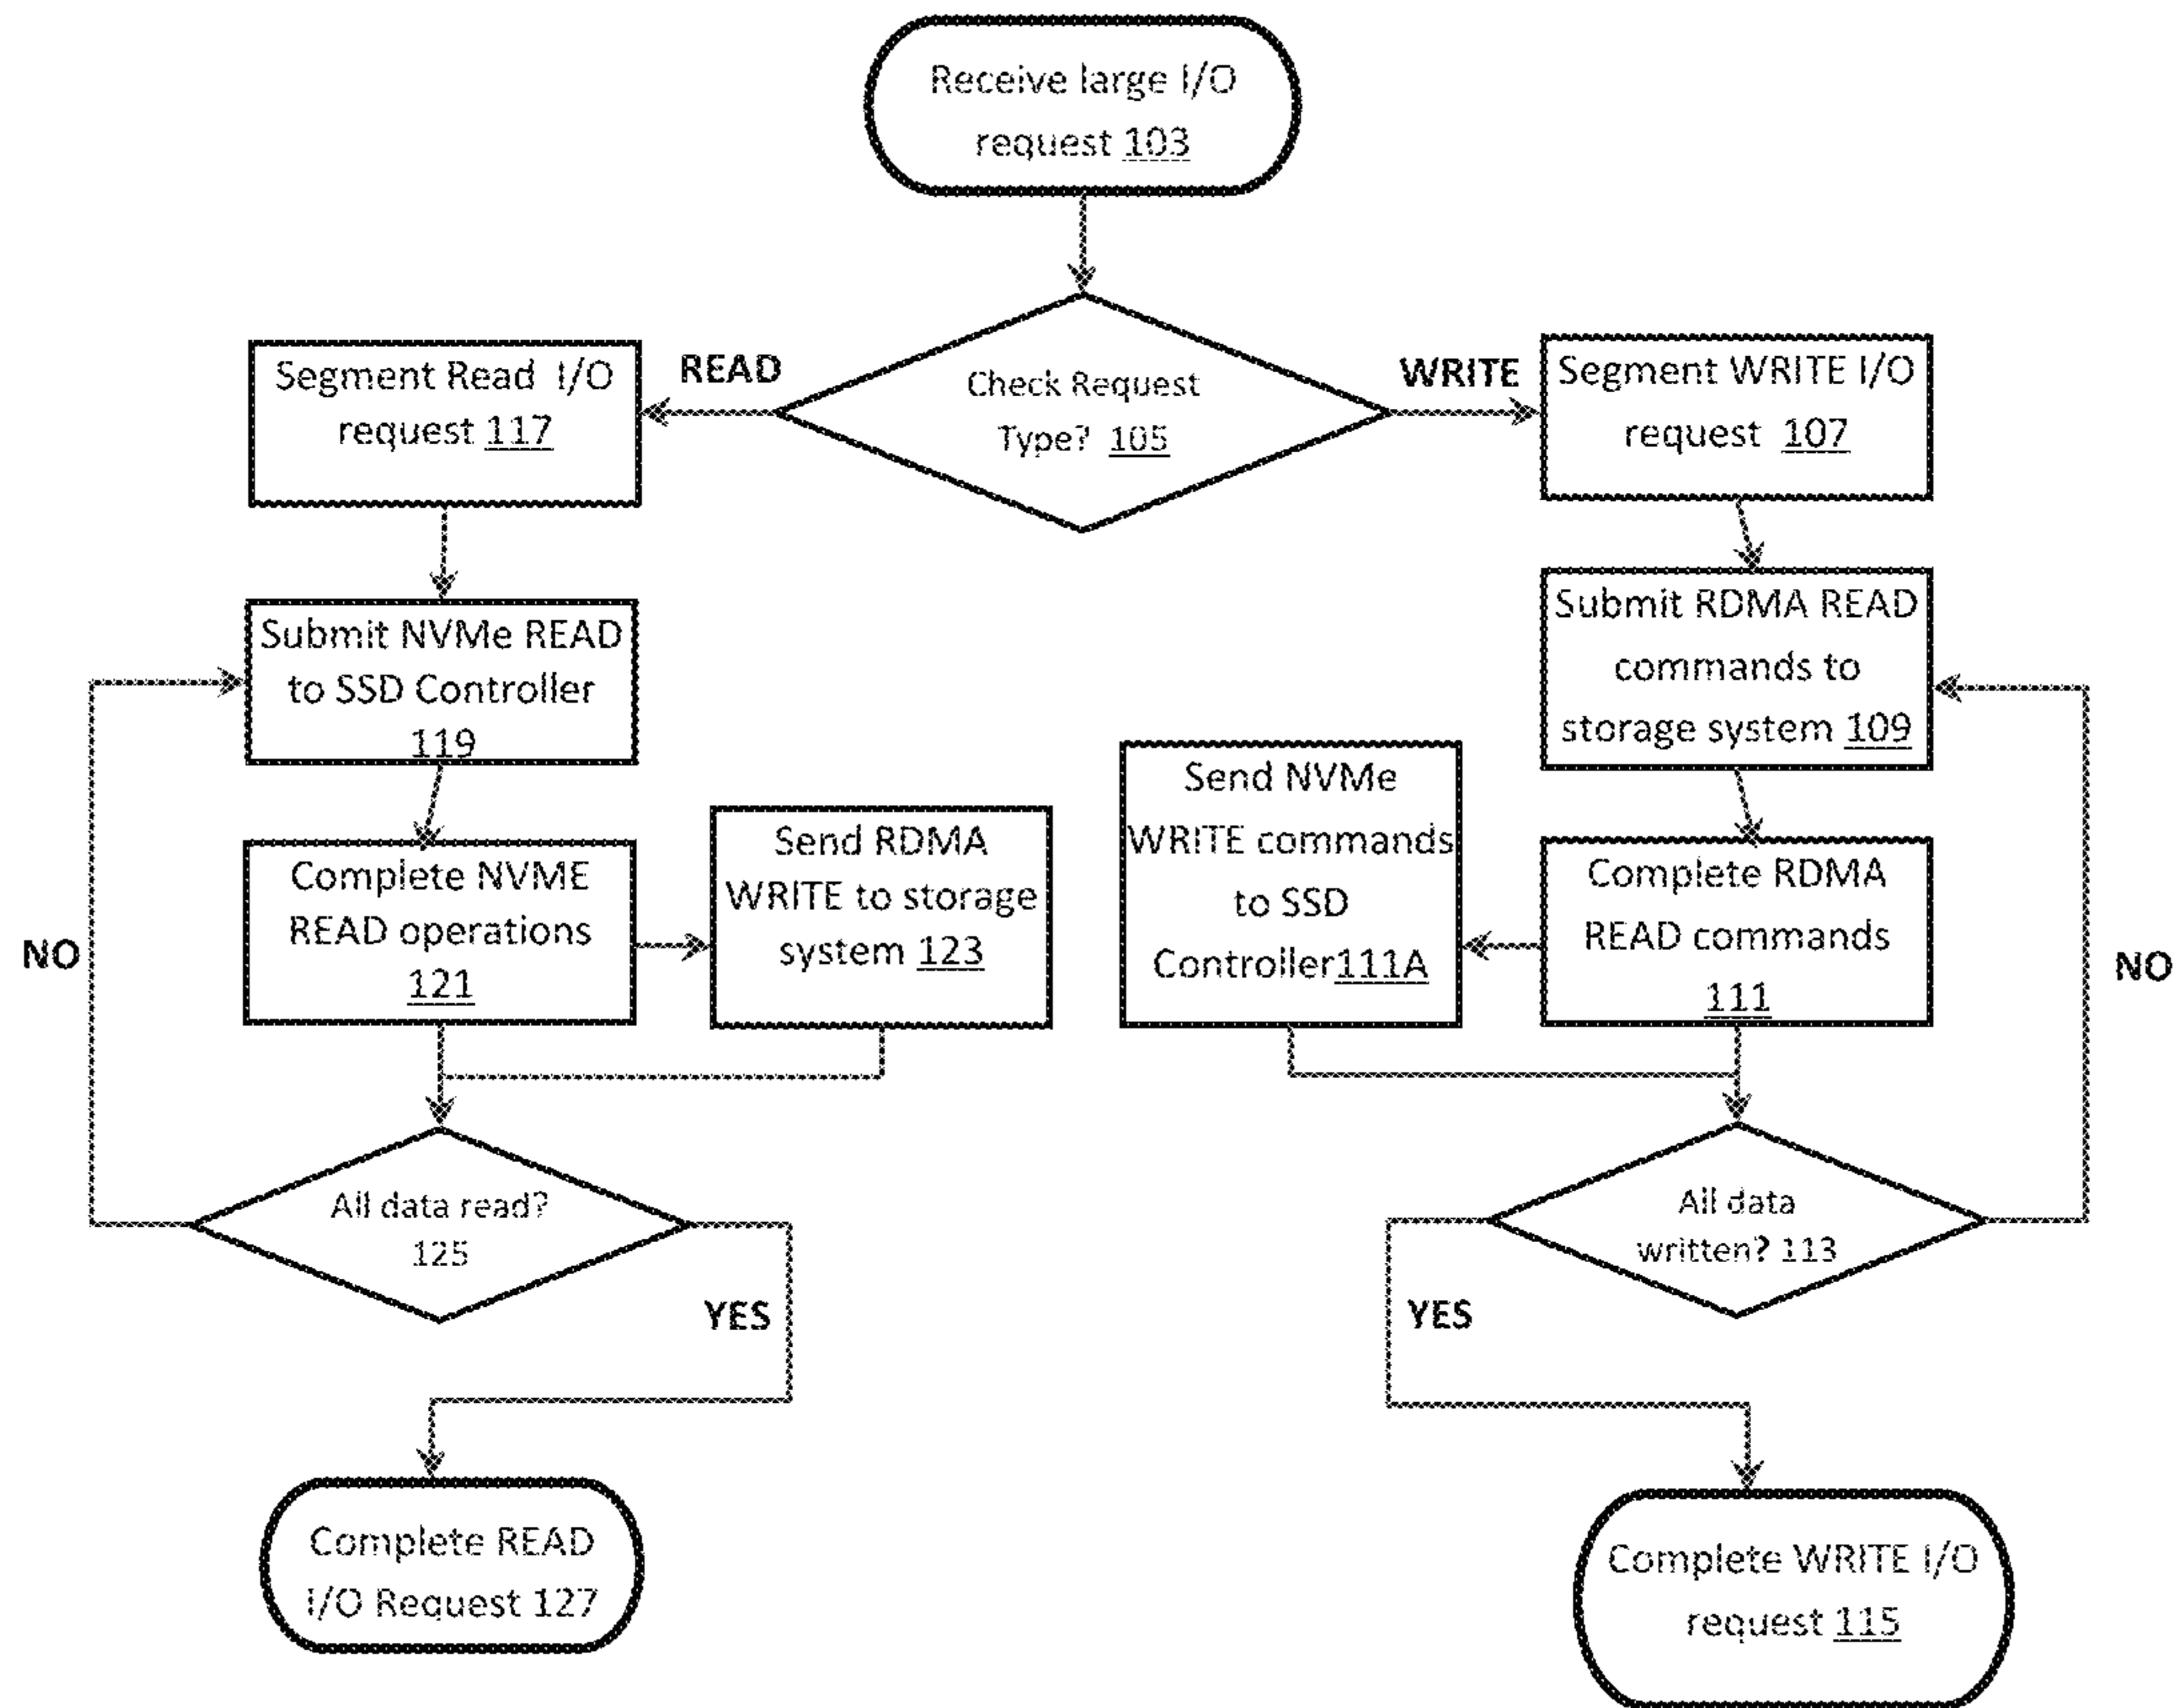 Receive large I/O
request 103
Check Request
Type? 105
READ
WRITE
Segment Read I/O
request 117
Segment WRITE I/O
request 107
Submit NVMe READ
to SSD Controller
119
Submit RDMA READ
commands to
storage system 109
Complete NVME
READ operations
121
Send RDMA
WRITE to storage
system 123
Send NVMe
WRITE commands
to SSD
Controller111A
Complete RDMA
READ commands
111
NO
NO
All data read?
125
All data
written? 113
YES
YES
Complete READ
I/O Request 127
Complete WRITE I/O
request 115